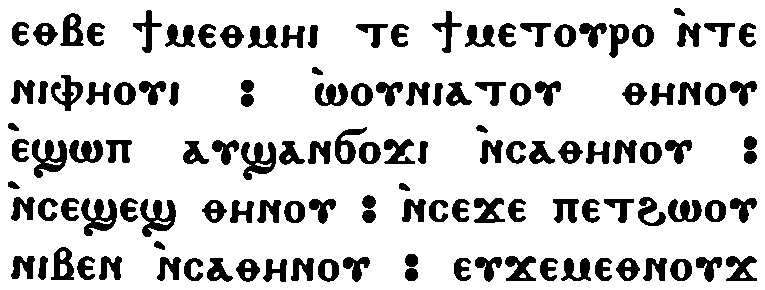 ⲉⲑⲃⲉ ϯⲙⲉⲑⲙⲏⲓ ⲧⲉ ϯⲙⲉⲧⲟⲩⲣⲟ ⲛ̀ⲧⲉ
ⲛⲓⲫⲏⲟⲩⲓ : ⲱ̀ⲟⲩⲛⲓⲁⲧⲟⲩ ⲑⲏⲛⲟⲩ
ⲉ̀ϣⲱⲡ ⲁⲩϣⲁⲛϭⲟϫⲓ ⲛ̀ⲥⲁⲑⲏⲛⲟⲩ :
ⲛ̀ⲥⲉϣⲉϣ ⲑⲏⲛⲟⲩ : ⲛ̀ⲥⲉϫⲉ ⲡⲉⲧϩⲱⲟⲩ
ⲛⲓⲃⲉⲛ ⲛ̀ⲥⲁⲑⲏⲛⲟⲩ : ⲉⲩϫⲉⲙⲉⲑⲛⲟⲩϫ